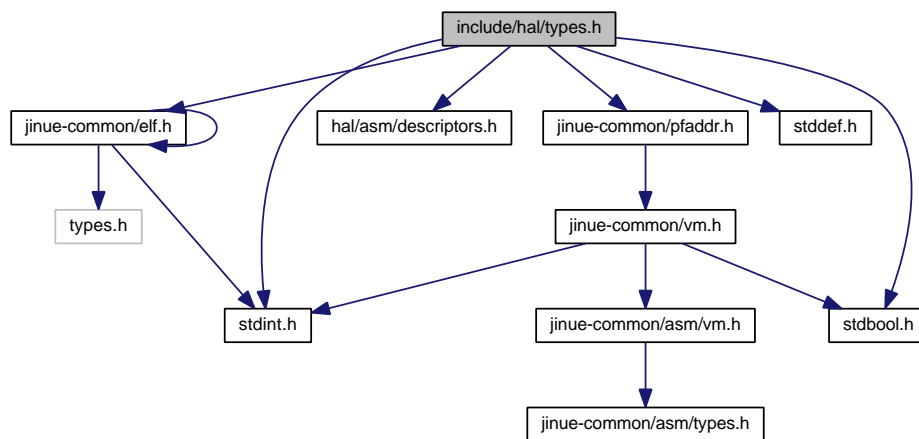 include/hal/types.h
jinue-common/elf.h
hal/asm/descriptors.h
jinue-common/pfaddr.h
stddef.h
types.h
jinue-common/vm.h
stdint.h
jinue-common/asm/vm.h
stdbool.h
jinue-common/asm/types.h